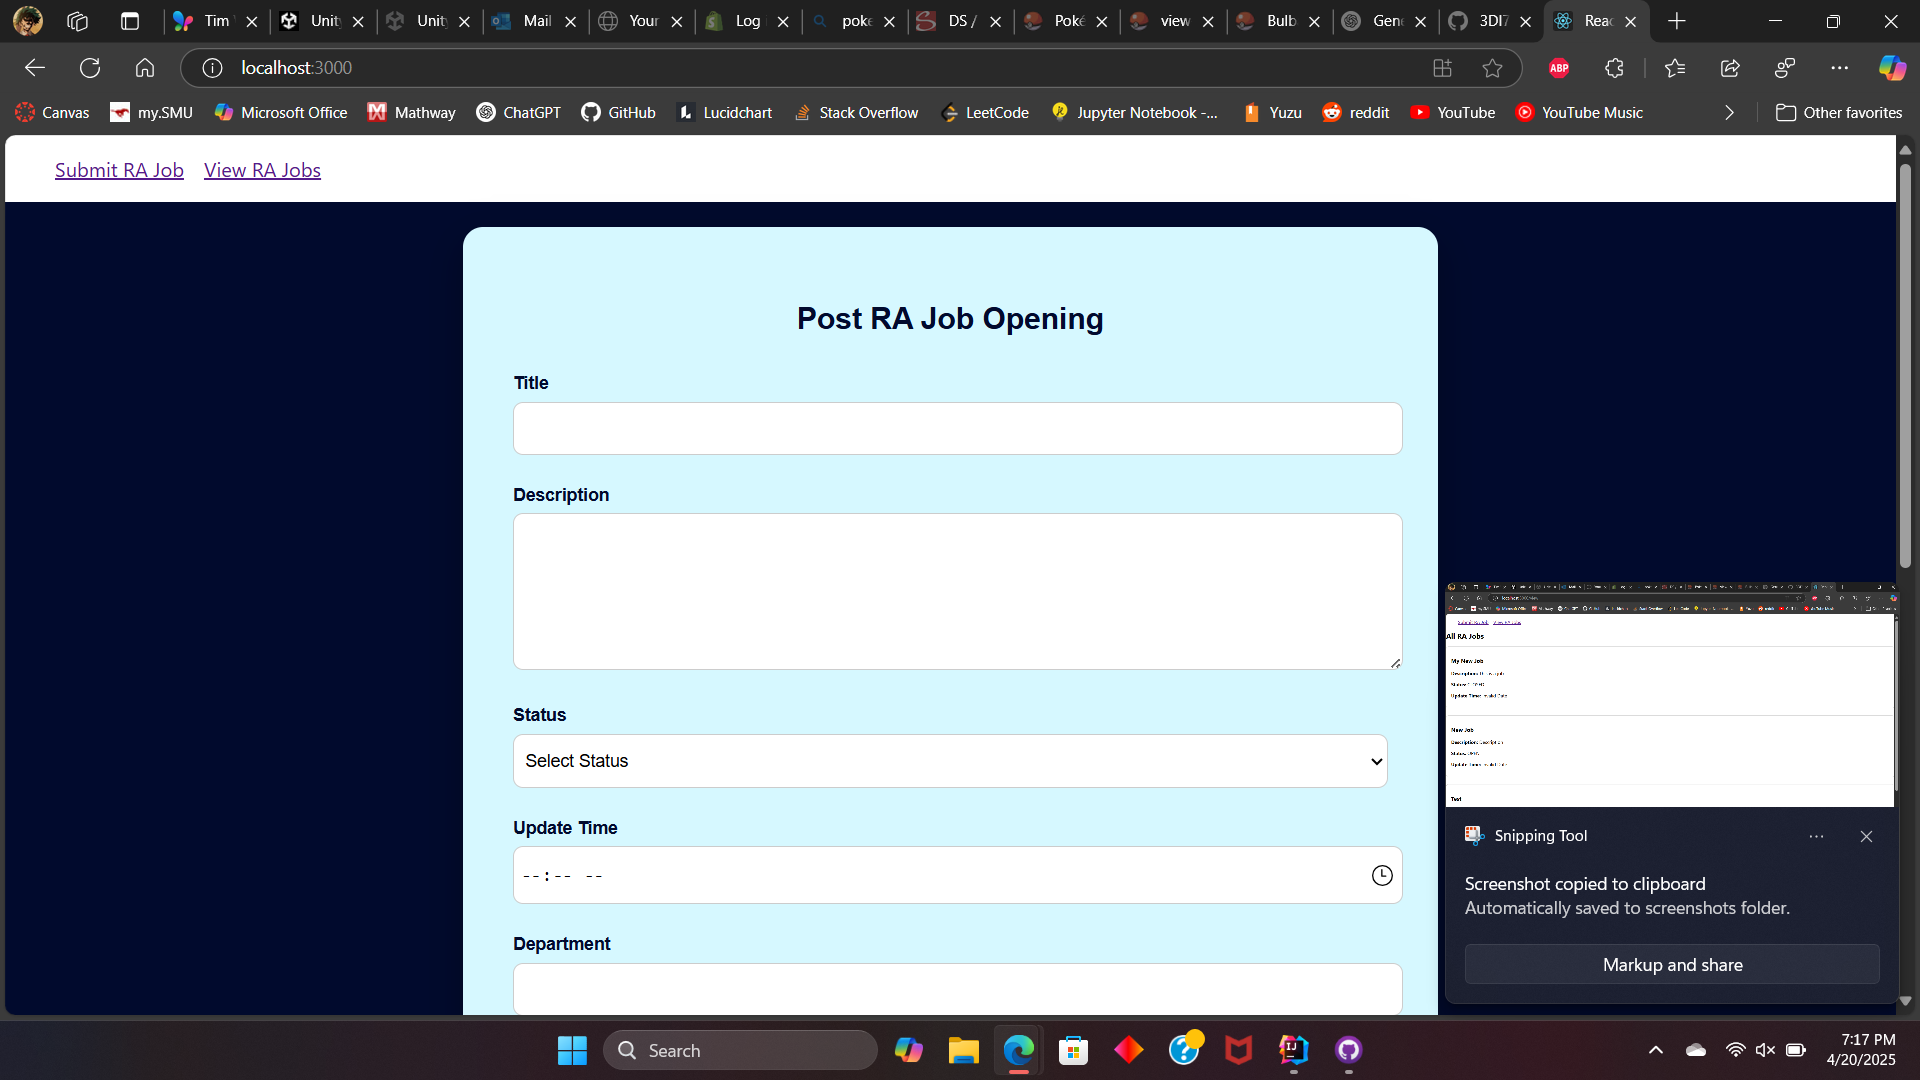 Tim
Unity
Unity
Mail
Your
Log
poke
DS /
Poké
view
Bulb
Gene
3DI7
Reac
localhost:3000
ABP
Canvas
my.SMU
Microsoft Office
Mathway
ChatGPT
GitHub
Lucidchart
Stack Overflow
LeetCode
Jupyter Notebook -...
Yuzu
reddit
YouTube
YouTube Music
Other favorites
Submit RA Job
View RA Jobs
Post RA Job Opening
Title
Description
Status
Select Status
Update Time
--:-- --
Department
All RA Jobs
My New Job
New Job
Test
Snipping Tool
Screenshot copied to clipboard
Automatically saved to screenshots folder.
Markup and share
Search
7:17 PM
4/20/2025